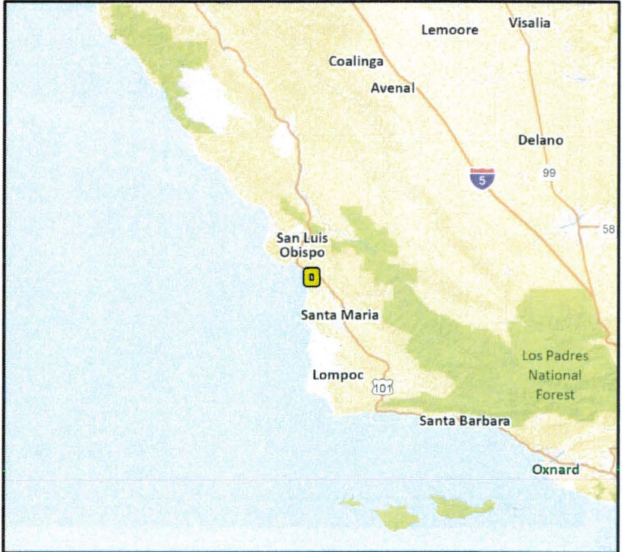 Visalia
Lemoore
Coalinga
Avenal
Delano
99
5
58
San Luis
Obispo
Santa Maria
Los Padres
National
Forest
Lompoc
101
Santa Barbara
Oxnard